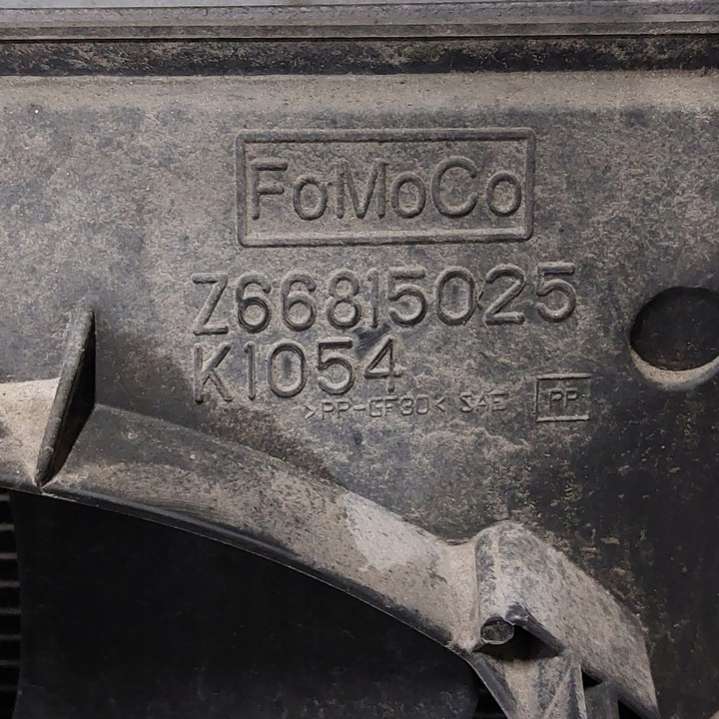 FoMoCo
Z66815025
K1054
>PP-GF30< SAE PP